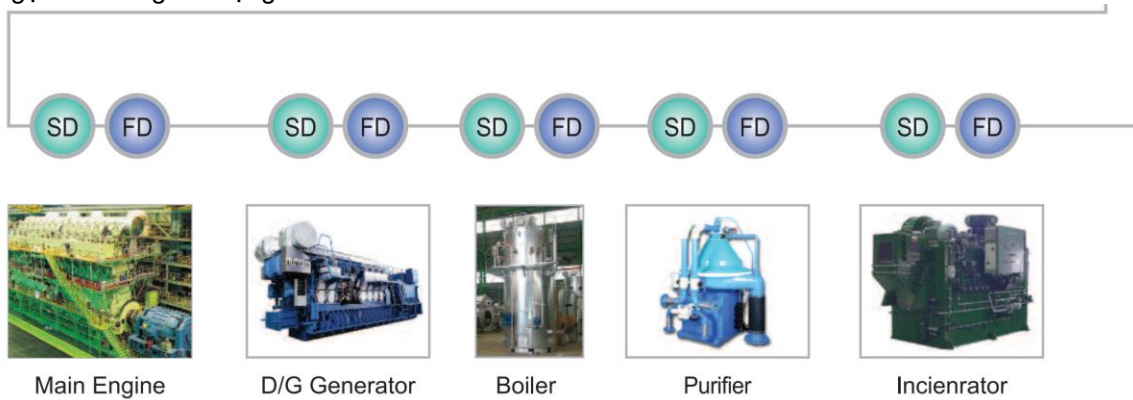 SD FD SD FD SD FD SD FD SD FD
Main Engine D/G Generator Boiler Purifier Incienrator